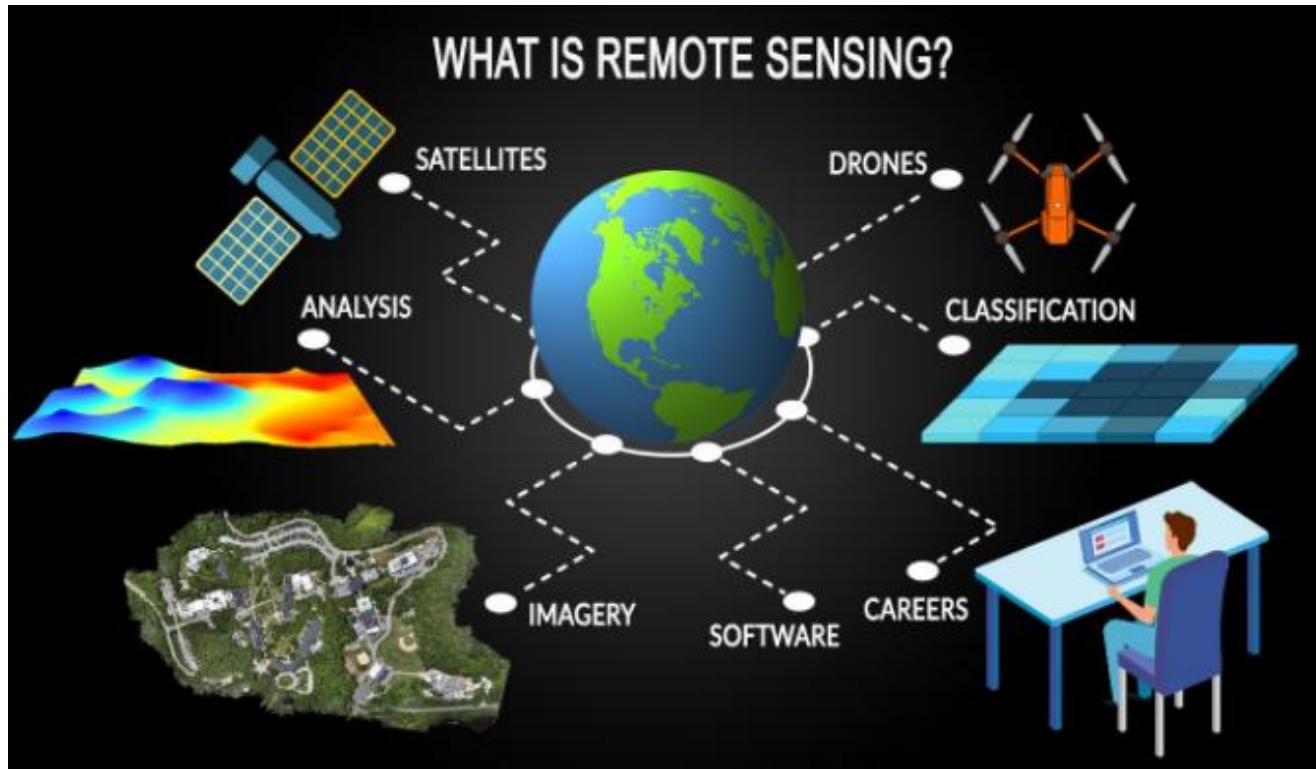 WHAT IS REMOTE SENSING?
SATELLITES
DRONES
ANALYSIS
CLASSIFICATION
IMAGERY
SOFTWARE
CAREERS